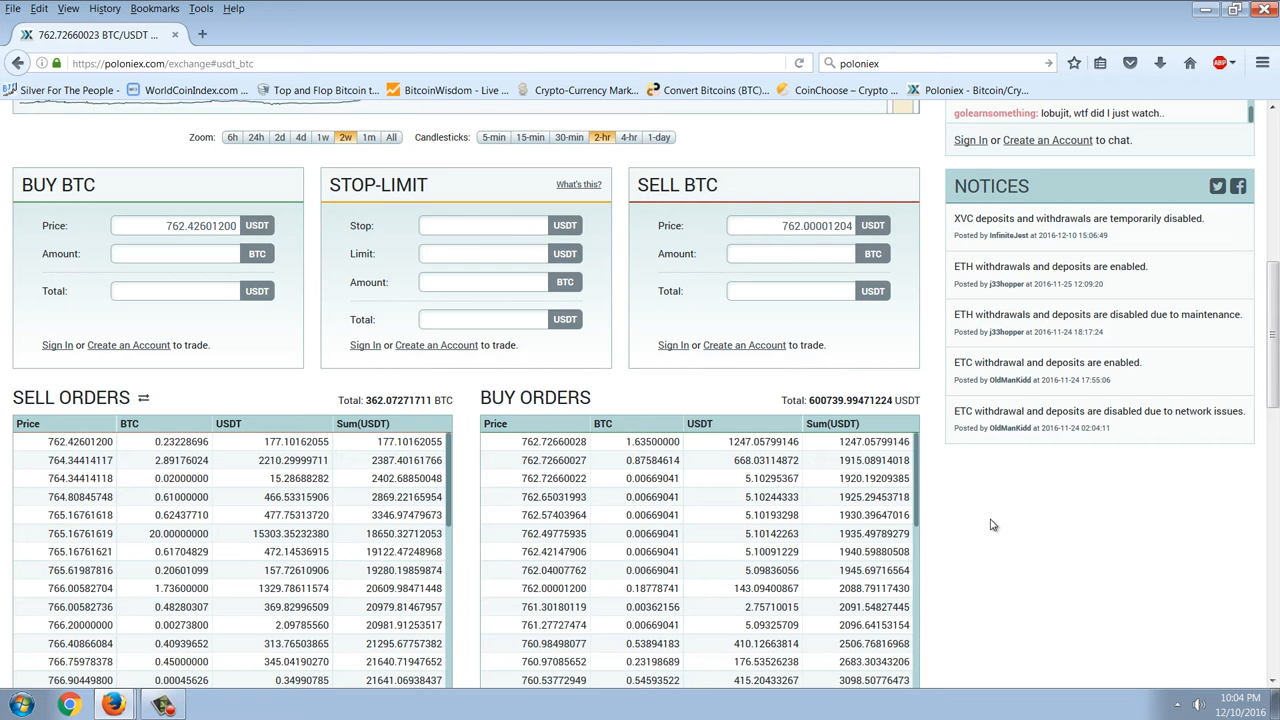 File Edit View History Bookmarks Tools Help
762.72660023 BTC/USDT ...
https://poloniex.com/exchange#usdt_btc
poloniex
ABP
Silver For The People - WorldCoinIndex.com ... Top and Flop Bitcoin t... BitcoinWisdom - Live ... Crypto-Currency Mark... Convert Bitcoins (BTC)... CoinChoose – Crypto ... Poloniex - Bitcoin/Cry...
golearnsomething: lobujit, wtf did I just watch..
Zoom: 6h 24h 2d 4d 1w 2w 1m All Candlesticks: 5-min 15-min 30-min 2-hr 4-hr 1-day
Sign In or Create an Account to chat.
BUY BTC
Price: 762.42601200 USDT
Amount: BTC
Total: USDT
Sign In or Create an Account to trade.
STOP-LIMIT What's this?
Stop: USDT
Limit: USDT
Amount: BTC
Total: USDT
Sign In or Create an Account to trade.
SELL BTC
Price: 762.00001204 USDT
Amount: BTC
Total: USDT
Sign In or Create an Account to trade.
NOTICES
XVC deposits and withdrawals are temporarily disabled.
Posted by InfiniteJest at 2016-12-10 15:06:49
ETH withdrawals and deposits are enabled.
Posted by j33hopper at 2016-11-25 12:09:20
ETH withdrawals and deposits are disabled due to maintenance.
Posted by j33hopper at 2016-11-24 18:17:24
ETC withdrawal and deposits are enabled.
Posted by OldManKidd at 2016-11-24 17:55:06
ETC withdrawal and deposits are disabled due to network issues.
Posted by OldManKidd at 2016-11-24 02:04:11
SELL ORDERS Total: 362.07271711 BTC
Price BTC USDT Sum(USDT)
762.42601200 0.23228696 177.10162055 177.10162055
764.34414117 2.89176024 2210.29999711 2387.40161766
764.34414118 0.02000000 15.28688282 2402.68850048
764.80845748 0.61000000 466.53315906 2869.22165954
765.16761618 0.62437710 477.75313720 3346.97479673
765.16761619 20.00000000 15303.35232380 18650.32712053
765.16761621 0.61704829 472.14536915 19122.47248968
765.61987816 0.20601099 157.72610906 19280.19859874
766.00582704 1.73600000 1329.78611574 20609.98471448
766.00582736 0.48280307 369.82996509 20979.81467957
766.20000000 0.00273800 2.09785560 20981.91253517
766.40866084 0.40939652 313.76503865 21295.67757382
766.75978378 0.45000000 345.04190270 21640.71947652
766.90449800 0.00045626 0.34990785 21641.06938437
BUY ORDERS Total: 600739.99471224 USDT
Price BTC USDT Sum(USDT)
762.72660028 1.63500000 1247.05799146 1247.05799146
762.72660027 0.87584614 668.03114872 1915.08914018
762.72660022 0.00669041 5.10295367 1920.19209385
762.65031993 0.00669041 5.10244333 1925.29453718
762.57403964 0.00669041 5.10193298 1930.39647016
762.49775935 0.00669041 5.10142263 1935.49789279
762.42147906 0.00669041 5.10091229 1940.59880508
762.04007762 0.00669041 5.09836056 1945.69716564
762.00001200 0.18778741 143.09400867 2088.79117430
761.30180119 0.00362156 2.75710015 2091.54827445
761.27727474 0.00669041 5.09325709 2096.64153154
760.98498077 0.53894183 410.12663814 2506.76816968
760.97085652 0.23198689 176.53526238 2683.30343206
760.53772949 0.54593522 415.20433267 3098.50776473
10:04 PM
12/10/2016